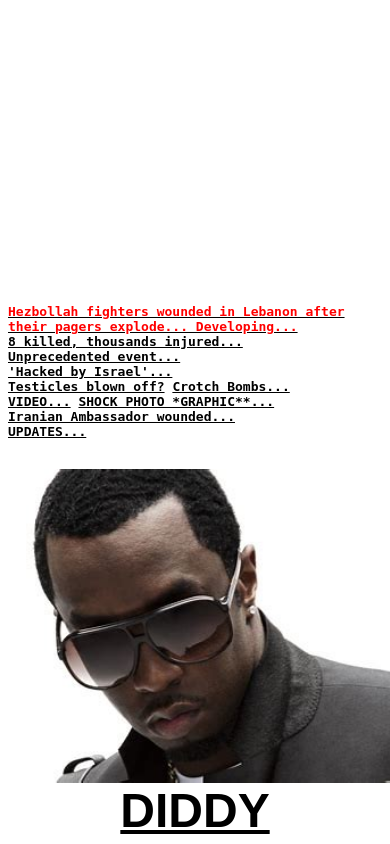 Hezbollah fighters wounded in Lebanon after
their pagers explode... Developing...
8 killed, thousands injured...
Unprecedented event...
'Hacked by Israel'...
Testicles blown off? Crotch Bombs...
VIDEO... SHOCK PHOTO *GRAPHIC**...
Iranian Ambassador wounded...
UPDATES...
DIDDY